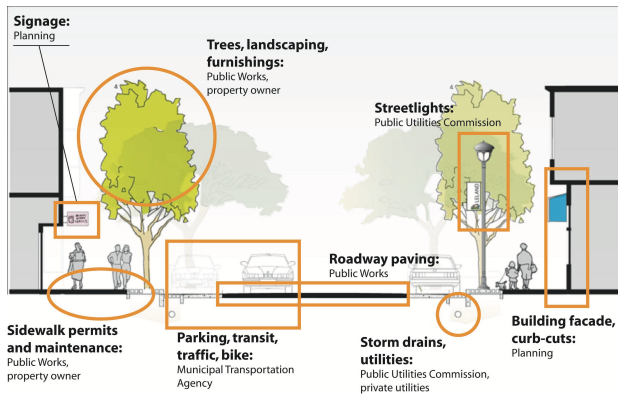 Signage:
Planning
Trees, landscaping,
furnishings:
Public Works,
property owner
Streetlights:
Public Utilities Commission
LELAND
Roadway paving:
Public Works
Sidewalk permits
and maintenance:
Public Works,
property owner
Parking, transit,
traffic, bike:
Municipal Transportation
Agency
Storm drains,
utilities:
Public Utilities Commission,
private utilities
Building facade,
curb-cuts:
Planning